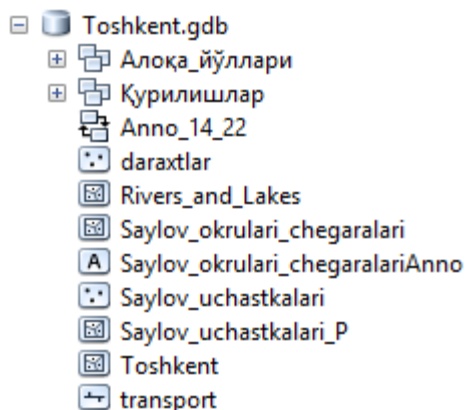 Toshkent.gdb
Алоқа_йўллари
Қурилишлар
Anno_14_22
daraxtlar
Rivers_and_Lakes
Saylov_okrulari_chegaralari
A Saylov_okrulari_chegaralariAnno
Saylov_uchastkalari
Saylov_uchastkalari_P
Toshkent
transport